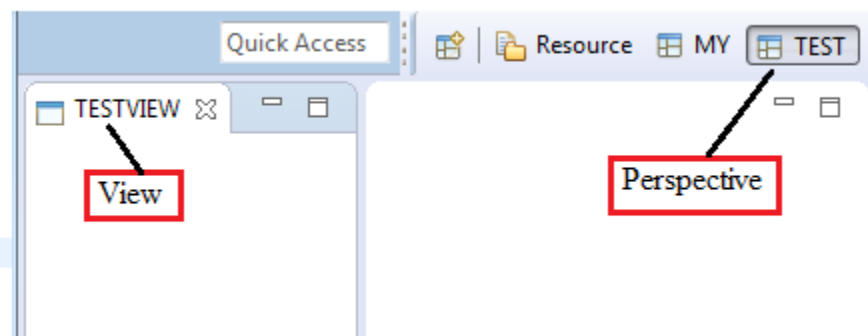 Quick Access Resource MY TEST
TESTVIEW
View
Perspective